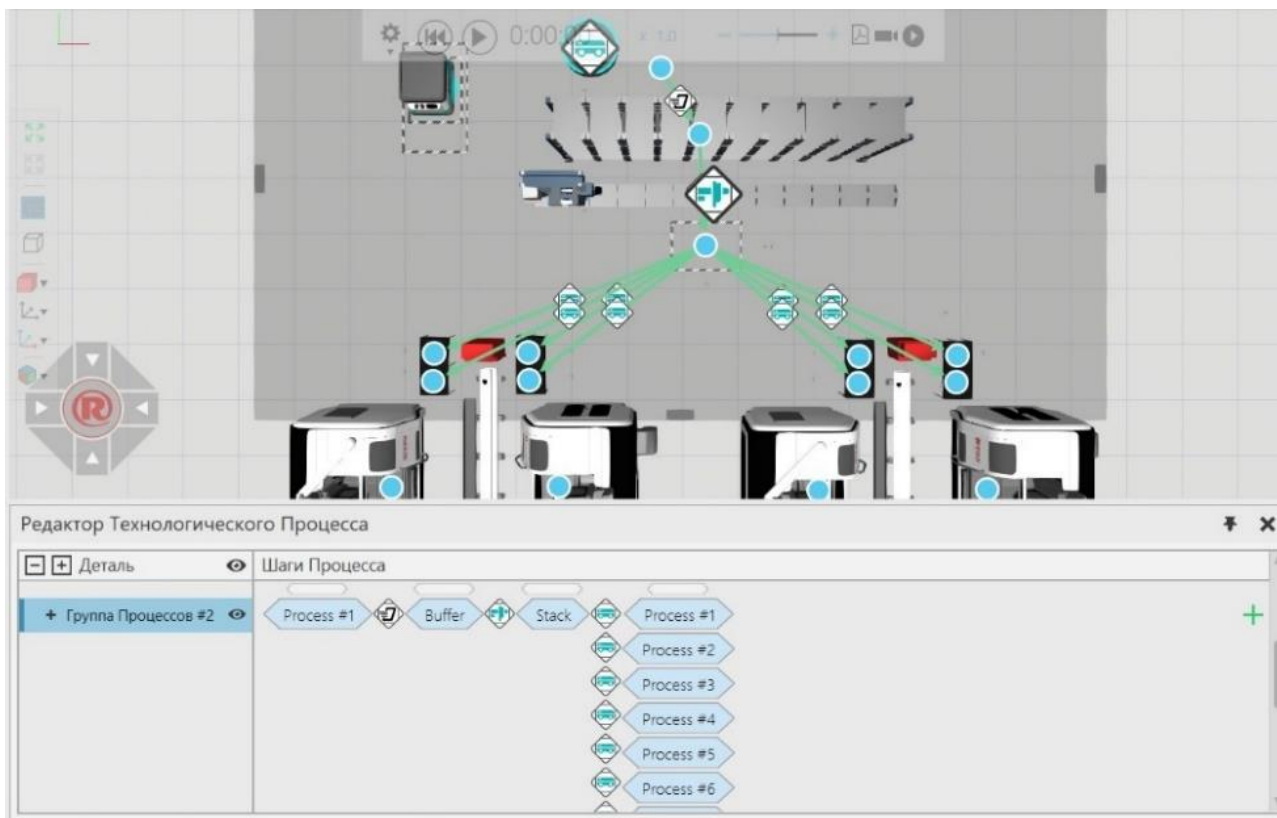 0:00:0
x 1.0
R
Редактор Технологического Процесса
Деталь
Шаги Процесса
+ Группа Процессов #2
Process #1
Buffer
Stack
Process #1
Process #2
Process #3
Process #4
Process #5
Process #6